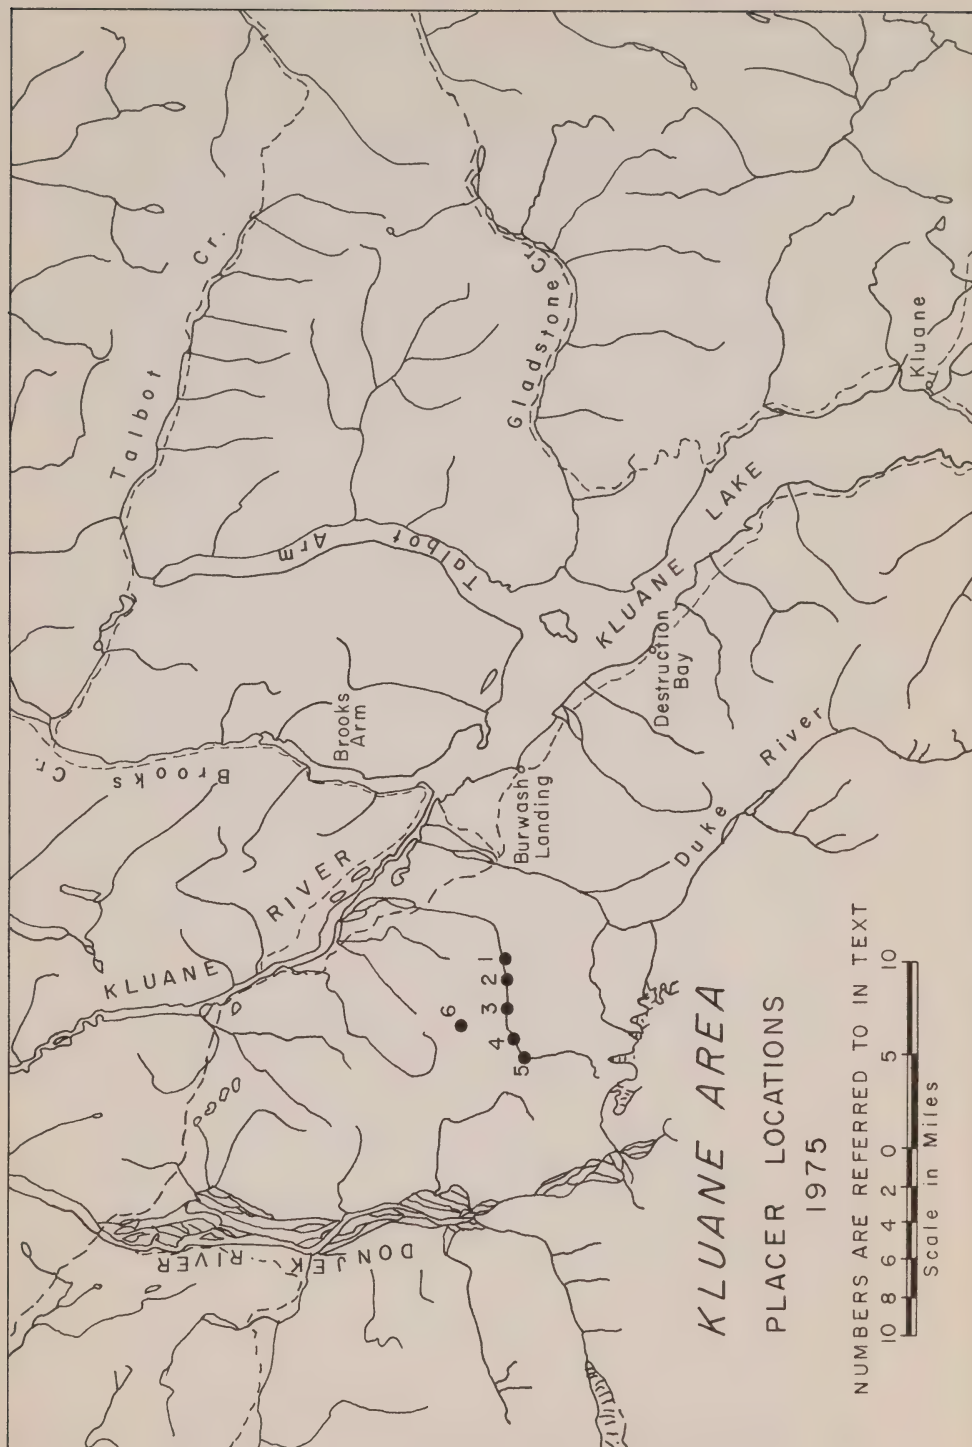 Talbot Cr.
Gladstone Cr.
Kluane
Talbot Arm
KLUANE LAKE
Brooks Cr.
Brooks
Arm
Destruction
Bay
Burwash
Landing
Duke River
KLUANE RIVER
DONJEK RIVER
1
2
3
4
5
6
KLUANE AREA
PLACER LOCATIONS
1975
NUMBERS ARE REFERRED TO IN TEXT
10 8 6 4 2 0 5 10
Scale in Miles